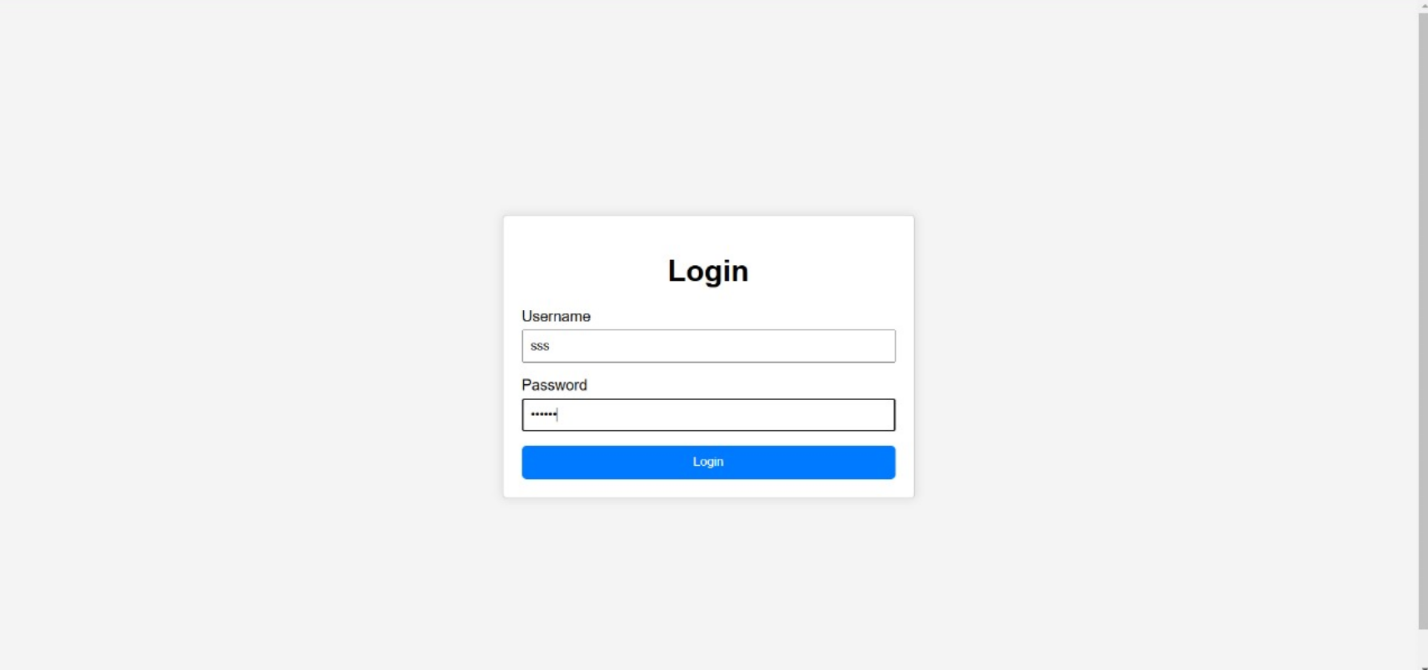 Login
Username
sss
Password
••••••
Login